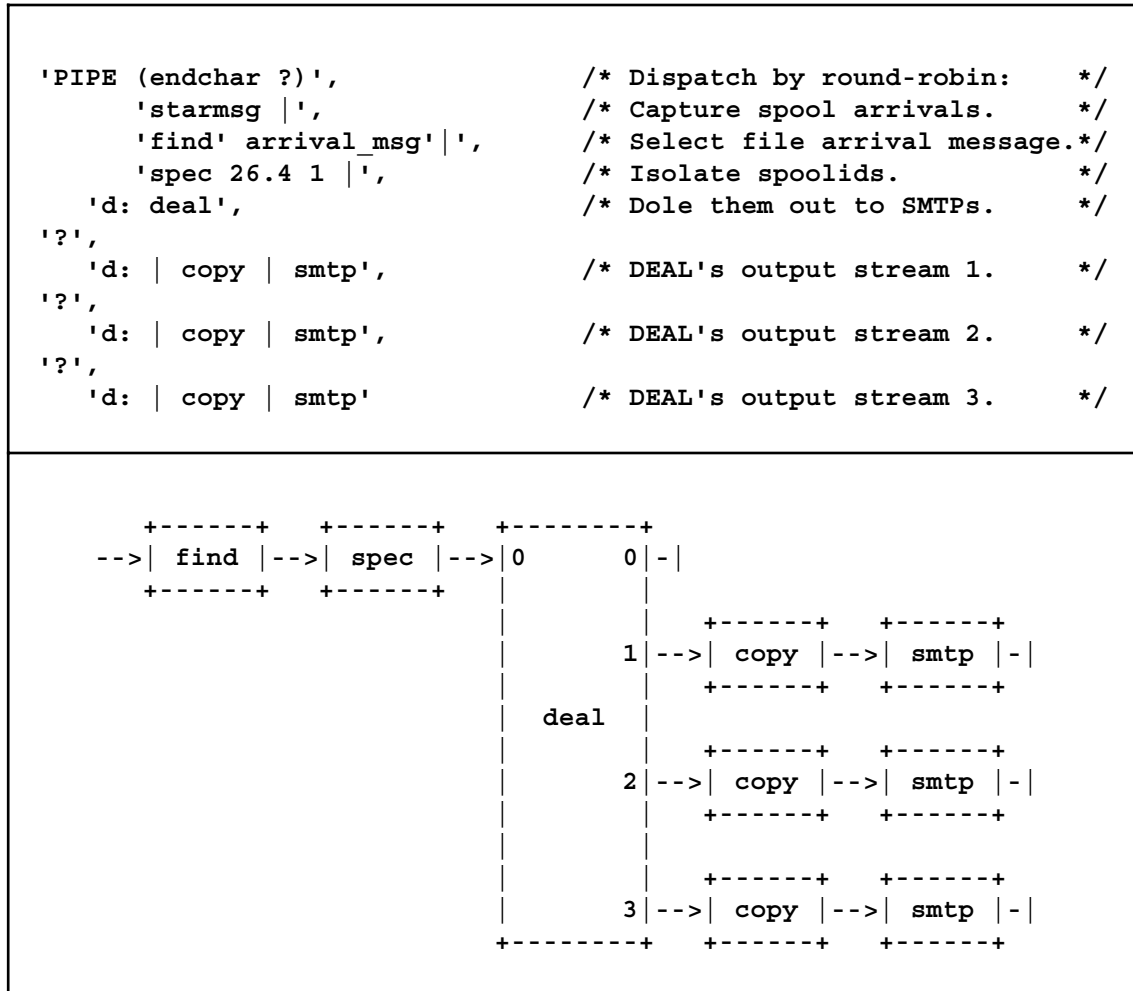 'PIPE (endchar ?)',                /* Dispatch by round-robin:    */
      'starmsg |',                 /* Capture spool arrivals.     */
      'find' arrival_msg'|',       /* Select file arrival message.*/
      'spec 26.4 1 |',             /* Isolate spoolids.           */
   'd: deal',                      /* Dole them out to SMTPs.     */
'?',
   'd: | copy | smtp',             /* DEAL's output stream 1.     */
'?',
   'd: | copy | smtp',             /* DEAL's output stream 2.     */
'?',
   'd: | copy | smtp'              /* DEAL's output stream 3.     */
   +------+   +------+   +--------+
-->| find |-->| spec |-->|0      0|-|
   +------+   +------+   |        |
                         |        |   +------+   +------+
                         |       1|-->| copy |-->| smtp |-|
                         |        |   +------+   +------+
                         |  deal  |
                         |        |   +------+   +------+
                         |       2|-->| copy |-->| smtp |-|
                         |        |   +------+   +------+
                         |        |
                         |        |   +------+   +------+
                         |       3|-->| copy |-->| smtp |-|
                         +--------+   +------+   +------+